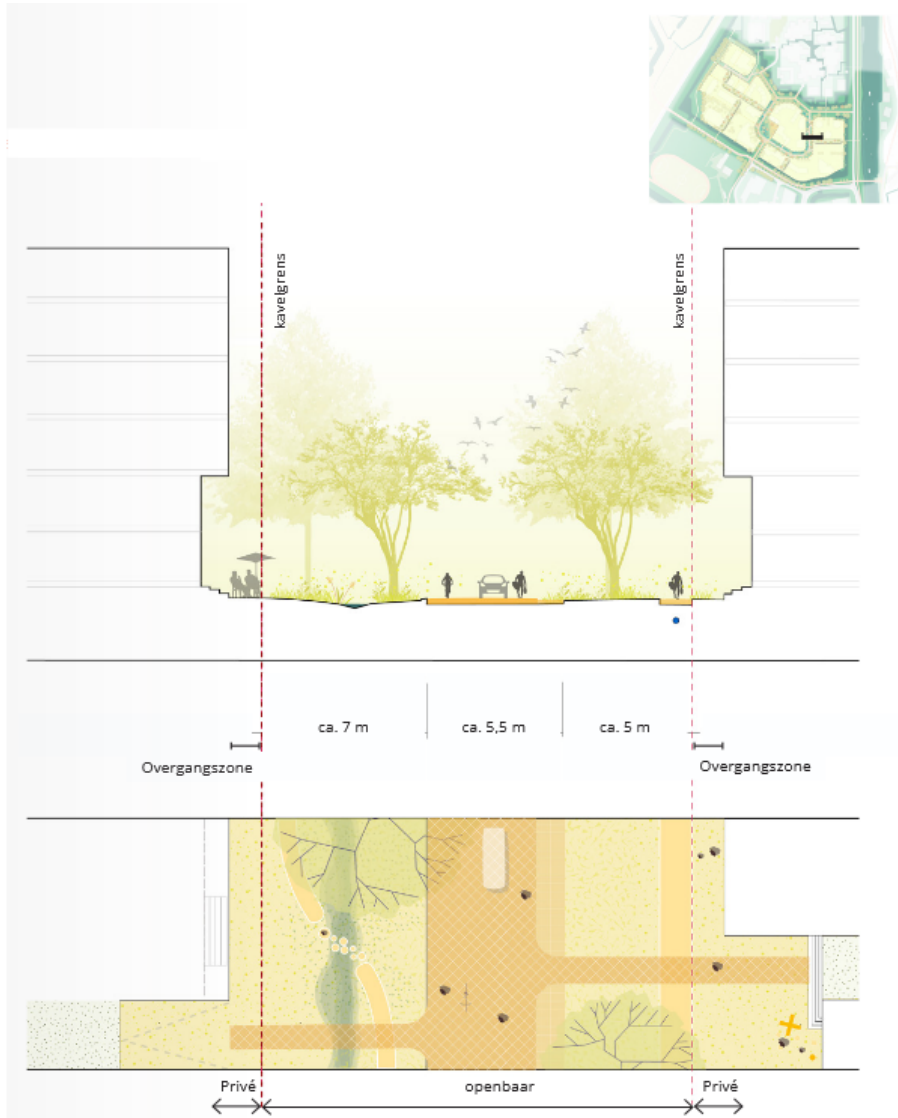 kavelgrens
kavelgrens
ca. 7 m
ca. 5,5 m
ca. 5 m
Overgangszone
Overgangszone
Privé
openbaar
Privé